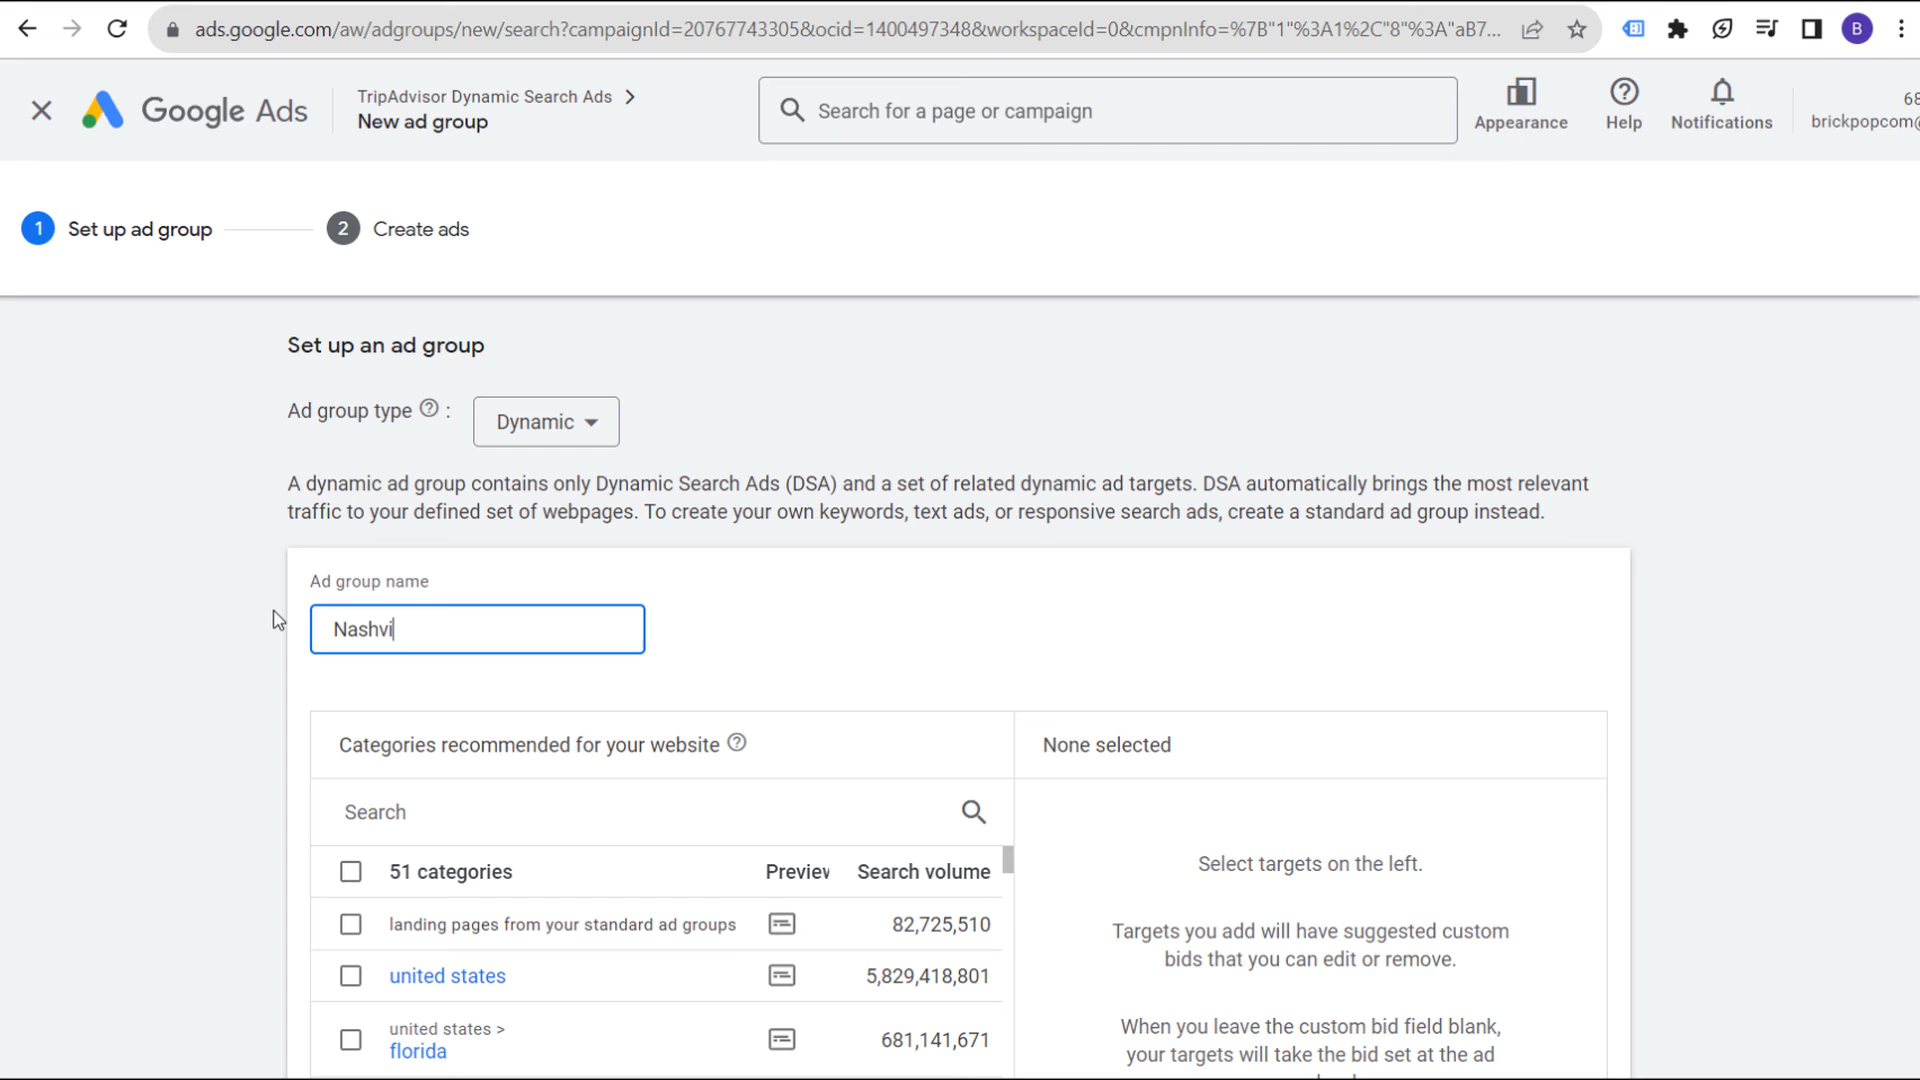 ads.google.com/aw/adgroups/new/search?campaignId=20767743305&ocid=1400497348&workspaceId=0&cmpnInfo=%7B"1"%3A1%2C"8"%3A"aB7...
B
Google Ads
TripAdvisor Dynamic Search Ads
New ad group
Search for a page or campaign
Appearance
Help
Notifications
68
brickpopcom@
1 Set up ad group
2 Create ads
Set up an ad group
Ad group type ? :
Dynamic
A dynamic ad group contains only Dynamic Search Ads (DSA) and a set of related dynamic ad targets. DSA automatically brings the most relevant
traffic to your defined set of webpages. To create your own keywords, text ads, or responsive search ads, create a standard ad group instead.
Ad group name
Nashvi
Categories recommended for your website ?
None selected
Search
51 categories Preview Search volume
landing pages from your standard ad groups 82,725,510
united states 5,829,418,801
united states >
florida 681,141,671
Select targets on the left.
Targets you add will have suggested custom
bids that you can edit or remove.
When you leave the custom bid field blank,
your targets will take the bid set at the ad